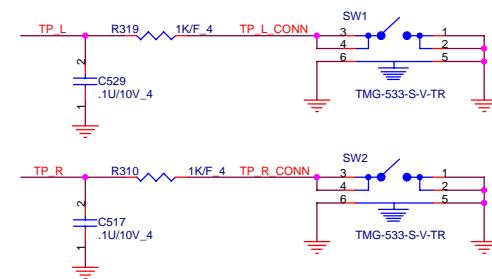 TP_L R319 1K/F_4 TP_L_CONN SW1
3 1
4 2
6 5
2 C529
1 .1U/10V_4
TMG-533-S-V-TR
TP_R R310 1K/F_4 TP_R_CONN SW2
3 1
4 2
6 5
2 C517
1 .1U/10V_4
TMG-533-S-V-TR